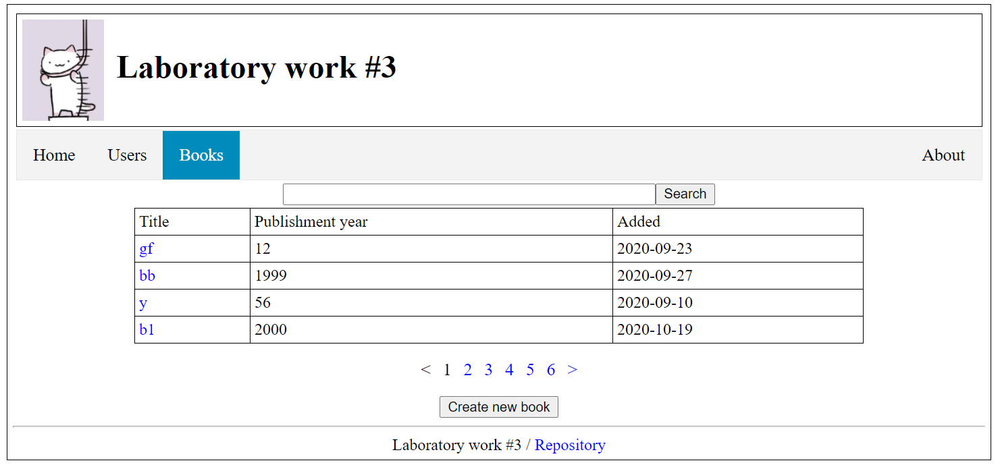 Laboratory work #3
Home Users Books About
Search
Title Publishment year Added
gf 12 2020-09-23
bb 1999 2020-09-27
y 56 2020-09-10
b1 2000 2020-10-19
< 1 2 3 4 5 6 >
Create new book
Laboratory work #3 / Repository